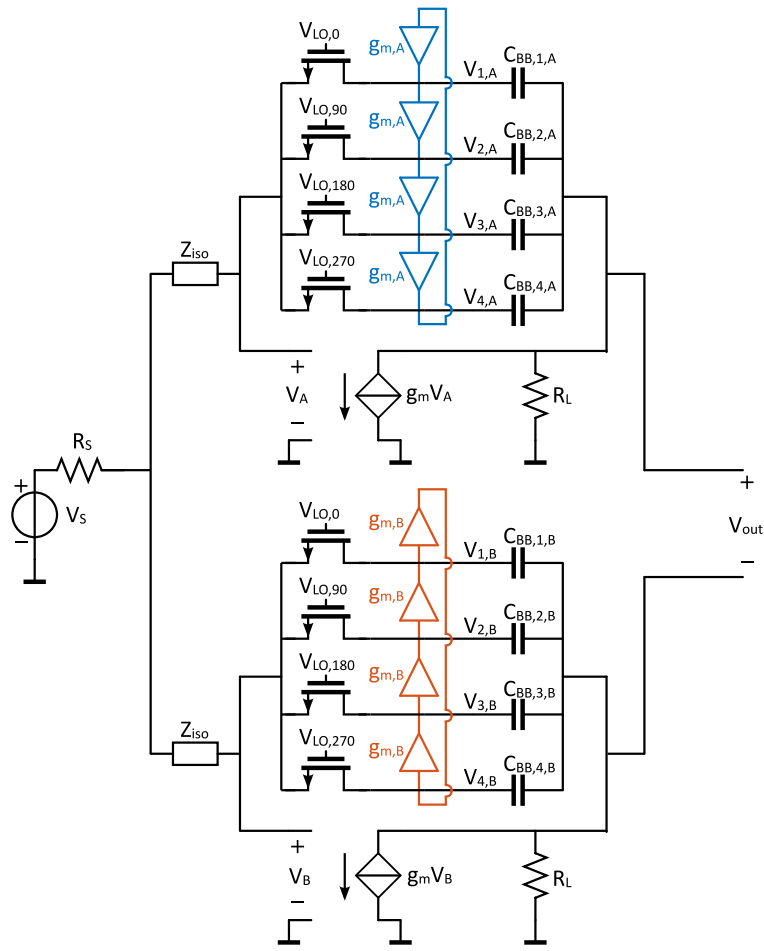 V_LO,0
g_m,A
V_1,A
C_BB,1,A
V_LO,90
g_m,A
V_2,A
C_BB,2,A
V_LO,180
g_m,A
V_3,A
C_BB,3,A
Z_iso
V_LO,270
g_m,A
V_4,A
C_BB,4,A
+
V_A
−
g_mV_A
R_L
R_S
+
V_S
−
+
V_out
−
V_LO,0
g_m,B
V_1,B
C_BB,1,B
V_LO,90
g_m,B
V_2,B
C_BB,2,B
V_LO,180
g_m,B
V_3,B
C_BB,3,B
Z_iso
V_LO,270
g_m,B
V_4,B
C_BB,4,B
+
V_B
−
g_mV_B
R_L